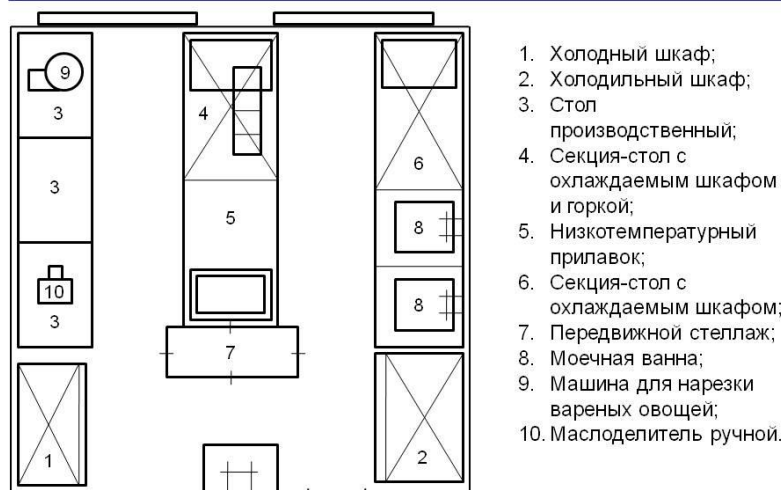 9
3
4
3
6
5
8
10
3
8
7
1
2
1. Холодный шкаф;
2. Холодильный шкаф;
3. Стол
производственный;
4. Секция-стол с
охлаждаемым шкафом
и горкой;
5. Низкотемпературный
прилавок;
6. Секция-стол с
охлаждаемым шкафом;
7. Передвижной стеллаж;
8. Моечная ванна;
9. Машина для нарезки
вареных овощей;
10. Маслоделитель ручной.